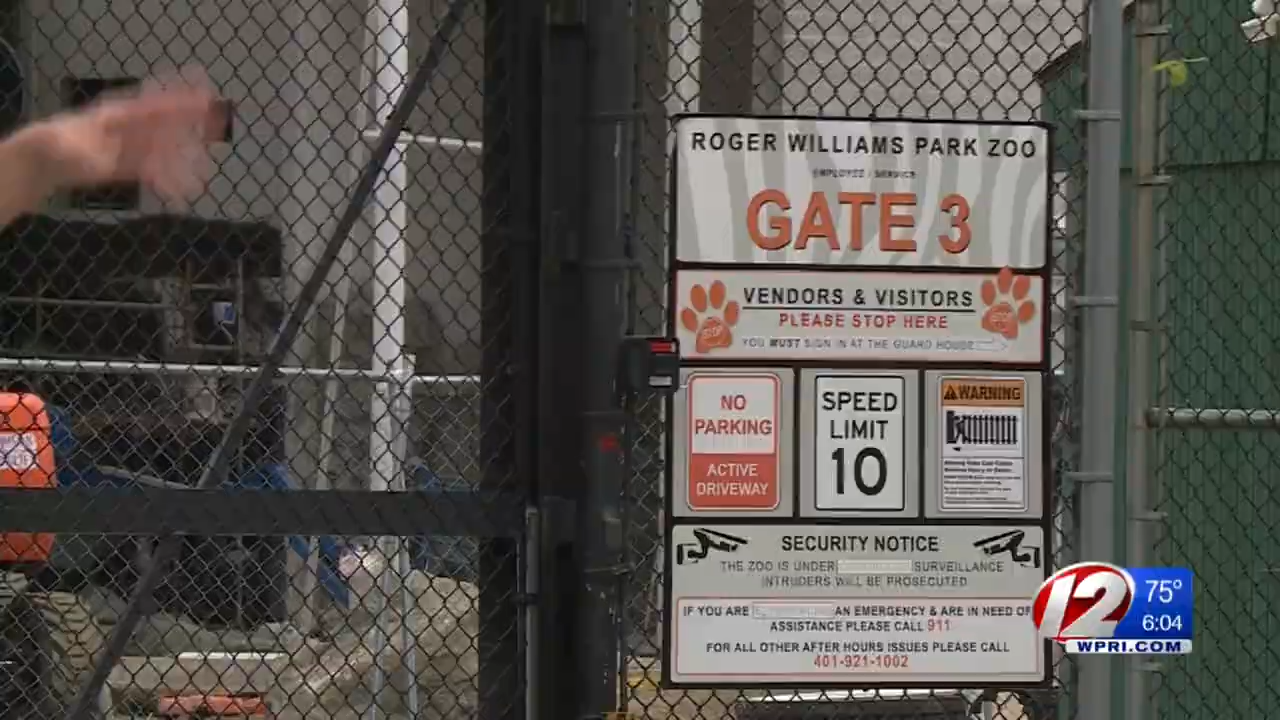 ROGER WILLIAMS PARK ZOO
EMPLOYEE / SERVICE
GATE 3
VENDORS & VISITORS
PLEASE STOP HERE
STOP
STOP
YOU MUST SIGN IN AT THE GUARD HOUSE
NO
PARKING
ACTIVE
DRIVEWAY
SPEED
LIMIT
10
WARNING
SECURITY NOTICE
THE ZOO IS UNDER SURVEILLANCE
INTRUDERS WILL BE PROSECUTED
IF YOU ARE AN EMERGENCY & ARE IN NEED OF
ASSISTANCE PLEASE CALL 911
FOR ALL OTHER AFTER HOURS ISSUES PLEASE CALL
401-921-1002
12
75°
6:04
WPRI.COM